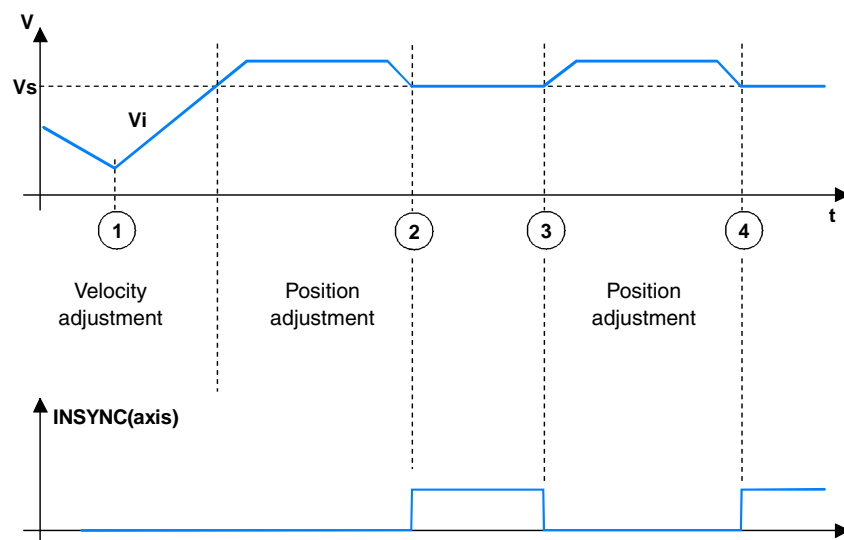 V
Vs
Vi
t
1
2
3
4
Velocity
adjustment
Position
adjustment
Position
adjustment
INSYNC(axis)